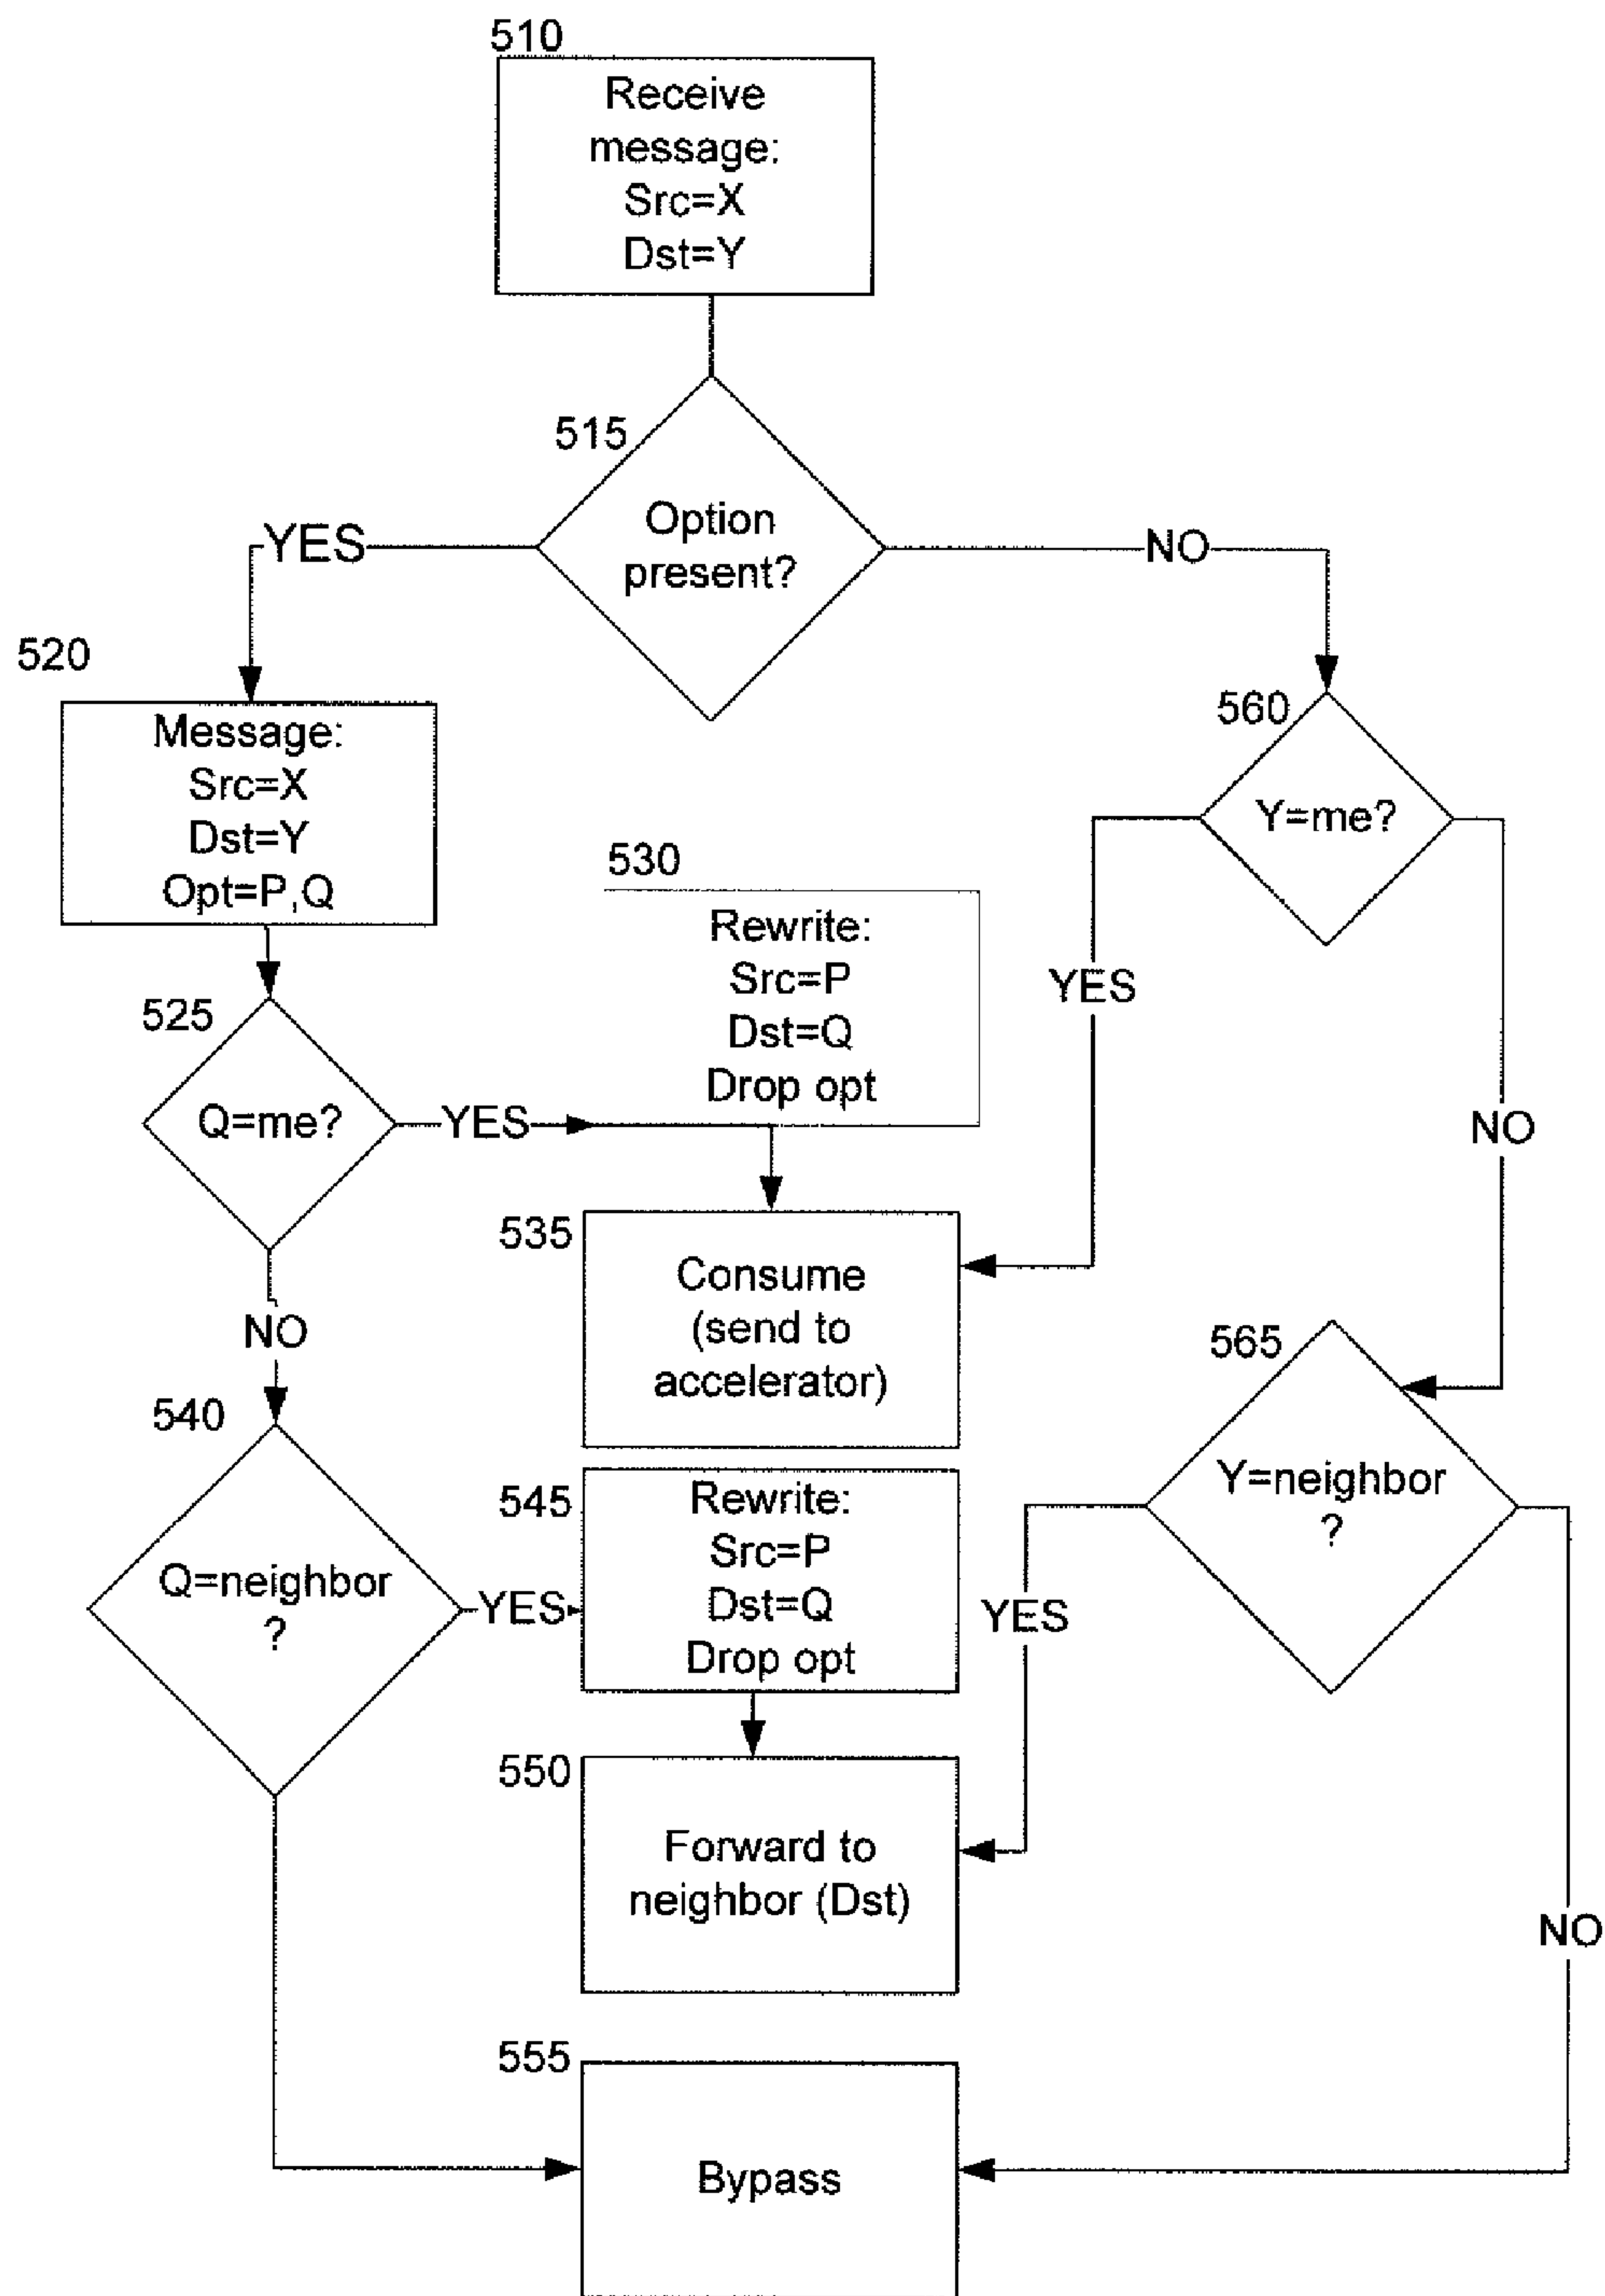 510
Receive
message:
Src=X
Dst=Y
515
Option
present?
YES
NO
520
Message:
Src=X
Dst=Y
Opt=P,Q
560
Y=me?
530
Rewrite:
Src=P
Dst=Q
Drop opt
YES
525
Q=me?
YES
NO
535
Consume
(send to
accelerator)
NO
565
Y=neighbor
?
540
Q=neighbor
?
YES
545
Rewrite:
Src=P
Dst=Q
Drop opt
YES
550
Forward to
neighbor (Dst)
NO
555
Bypass